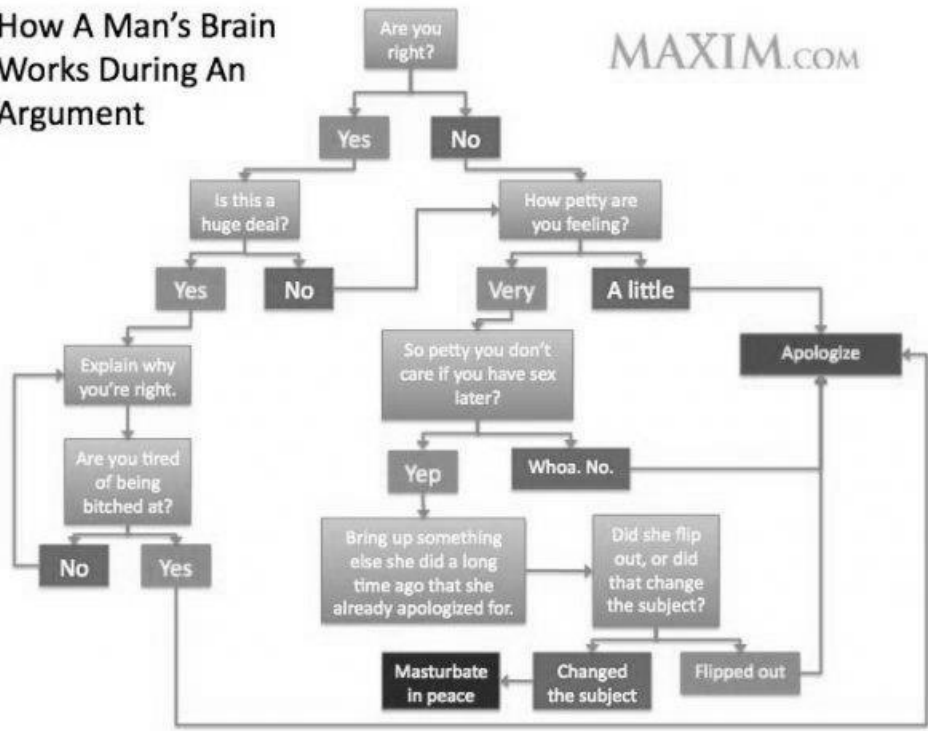 How A Man's Brain
Works During An
Argument
MAXIM.COM
Are you
right?
Yes
No
Is this a
huge deal?
How petty are
you feeling?
Yes
No
Very
A little
Explain why
you're right.
So petty you don't
care if you have sex
later?
Apologize
Are you tired
of being
bitched at?
Yep
Whoa. No.
No
Yes
Bring up something
else she did a long
time ago that she
already apologized for.
Did she flip
out, or did
that change
the subject?
Masturbate
in peace
Changed
the subject
Flipped out